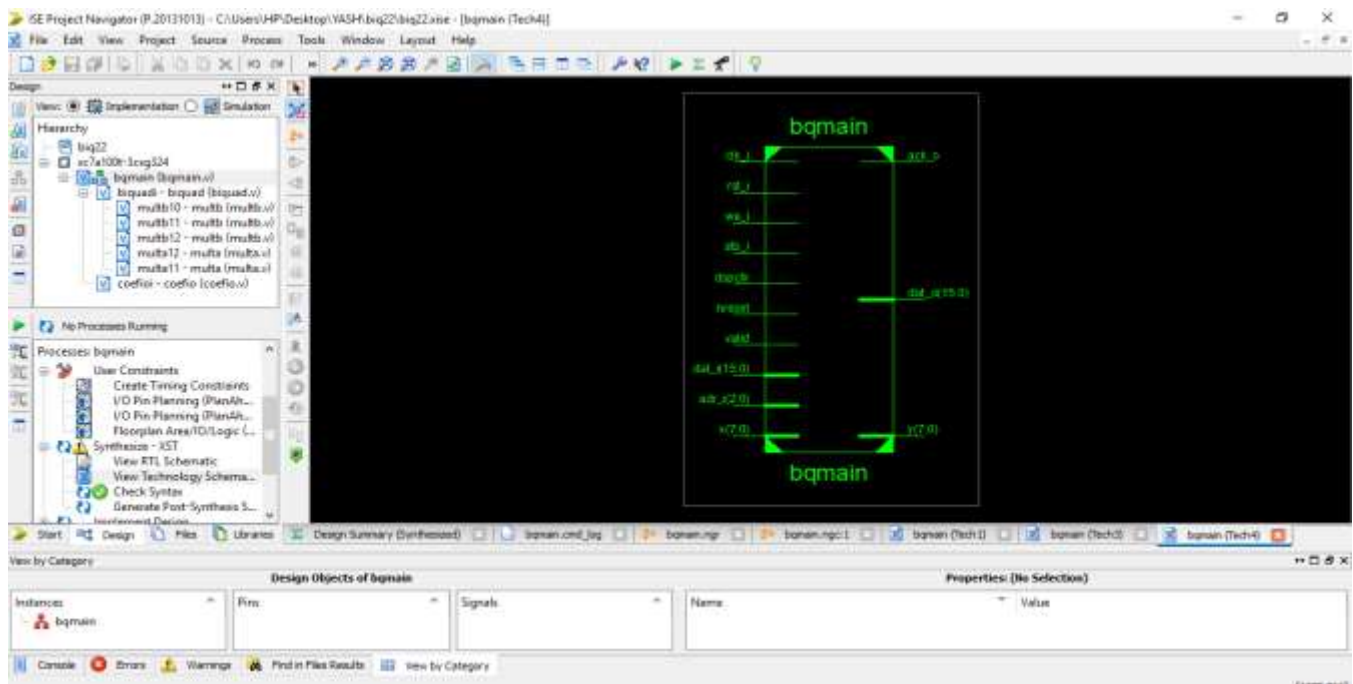 ISE Project Navigator (P.20131013) - C:\Users\HP\Desktop\YASH\biq22\biq22.xise - [bqmain (Tech4)]
File Edit View Project Source Process Tools Window Layout Help
Design
View: Implementation Simulation
Hierarchy
biq22
xc7a100t-3csg324
bqmain (bqmain.v)
biquadi - biquad (biquad.v)
multb10 - multb (multb.v)
multb11 - multb (multb.v)
multb12 - multb (multb.v)
multa12 - multa (multa.v)
multa11 - multa (multa.v)
coefioi - coefio (coefio.v)
No Processes Running
Processes: bqmain
User Constraints
Create Timing Constraints
I/O Pin Planning (PlanAh...
I/O Pin Planning (PlanAh...
Floorplan Area/IO/Logic (...
Synthesize - XST
View RTL Schematic
View Technology Schema...
Check Syntax
Generate Post-Synthesis S...
Implement Design
bqmain
clk_i
ack_o
rst_i
we_i
stb_i
dspclk
dat_o(15:0)
nreset
valid
dat_i(15:0)
adr_i(2:0)
x(7:0)
y(7:0)
bqmain
Start Design Files Libraries
Design Summary (Synthesized) bqmain.cmd_log bqmain.ngr bqmain.ngc:1 bqmain (Tech1) bqmain (Tech3) bqmain (Tech4)
View by Category
Design Objects of bqmain
Properties: (No Selection)
Instances Pins Signals Name Value
bqmain
Console Errors Warnings Find in Files Results View by Category